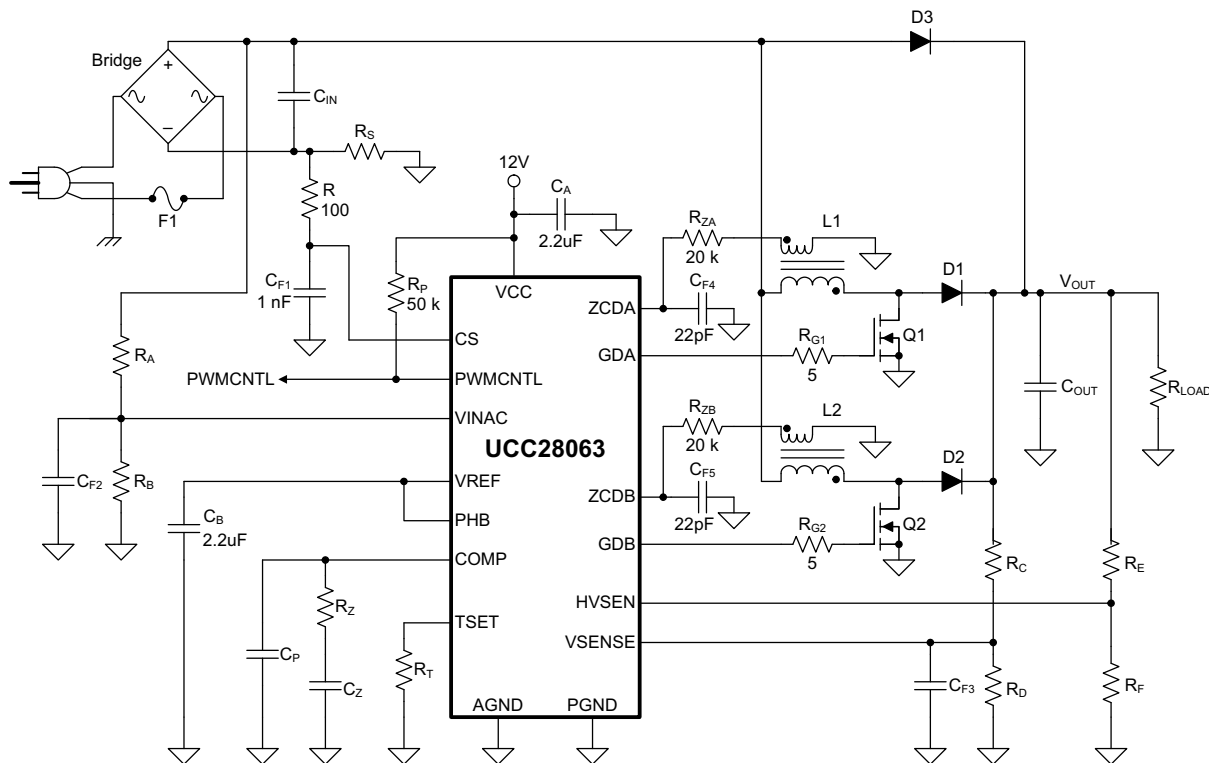 D3
Bridge
+
−
CIN
RS
12V
R
100
F1
CA
2.2uF
RZA
20 k
L1
CF1
1 nF
RP
50 k
VCC
ZCDA
CF4
22pF
D1
VOUT
RA
CS
GDA
RG1
5
Q1
PWMCNTL
PWMCNTL
COUT
RLOAD
RZB
20 k
L2
VINAC
UCC28063
CF2
RB
VREF
ZCDB
CF5
22pF
D2
CB
2.2uF
PHB
GDB
RG2
5
Q2
COMP
RC
RE
RZ
HVSEN
TSET
VSENSE
CP
CZ
RT
CF3
RD
RF
AGND
PGND